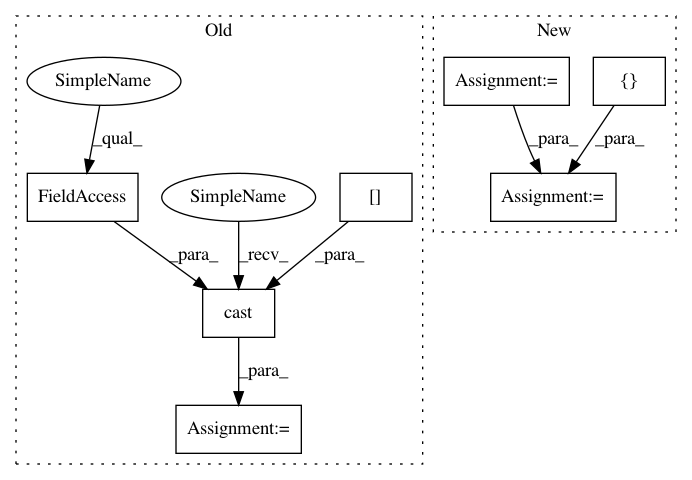 Old
New
SimpleName
Assignment:=
{}
_qual_
_para_
_para_
FieldAccess
SimpleName
[]
Assignment:=
_para_
_recv_
_para_
cast
_para_
Assignment:=